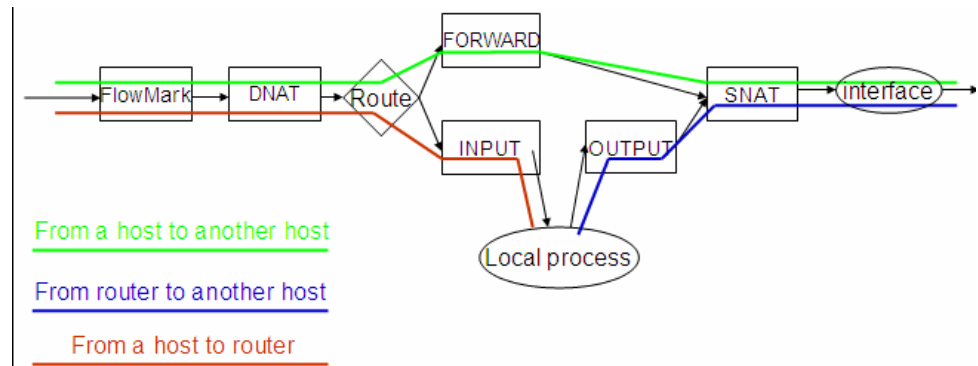 FORWARD
FlowMark
DNAT
Route
SNAT
interface
INPUT
OUTPUT
From a host to another host
Local process
From router to another host
From a host to router